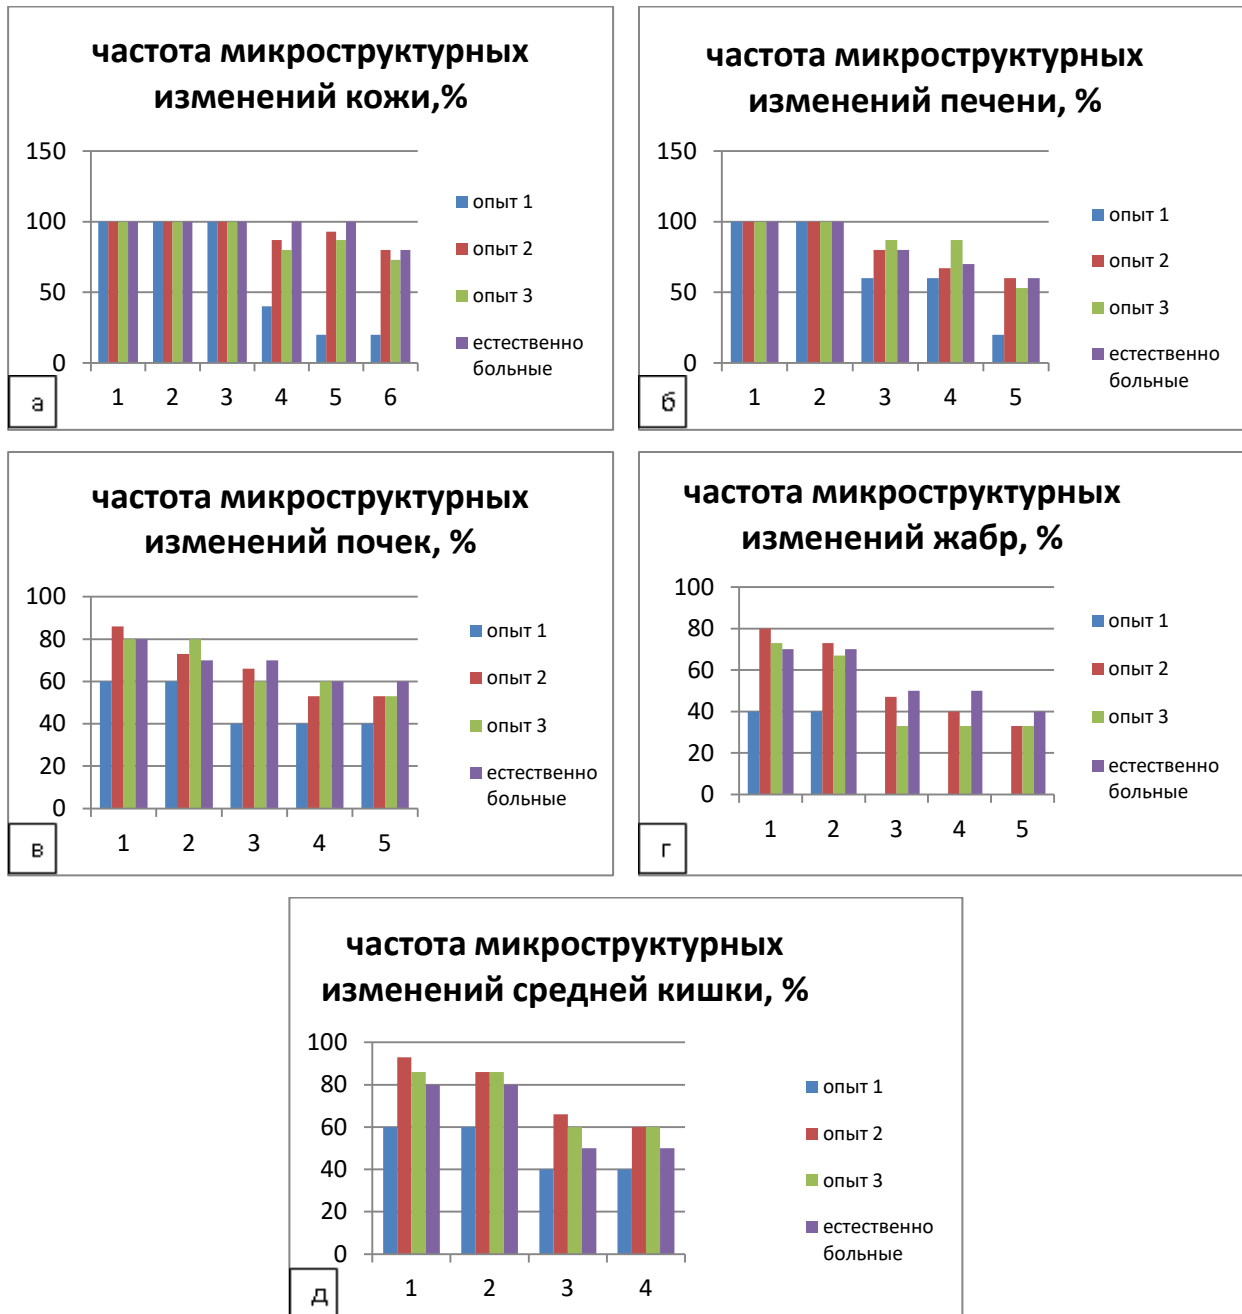 частота микроструктурных
изменений кожи,%
150
100
50
0
1 2 3 4 5 6
опыт 1
опыт 2
опыт 3
естественно
больные
а
частота микроструктурных
изменений печени, %
150
100
50
0
1 2 3 4 5
опыт 1
опыт 2
опыт 3
естественно
больные
б
частота микроструктурных
изменений почек, %
100
80
60
40
20
0
1 2 3 4 5
опыт 1
опыт 2
опыт 3
естественно
больные
в
частота микроструктурных
изменений жабр, %
80
60
40
20
0
1 2 3 4 5
опыт 1
опыт 2
опыт 3
естественно
больные
г
частота микроструктурных
изменений средней кишки, %
100
80
60
40
20
0
1 2 3 4
опыт 1
опыт 2
опыт 3
естественно
больные
д